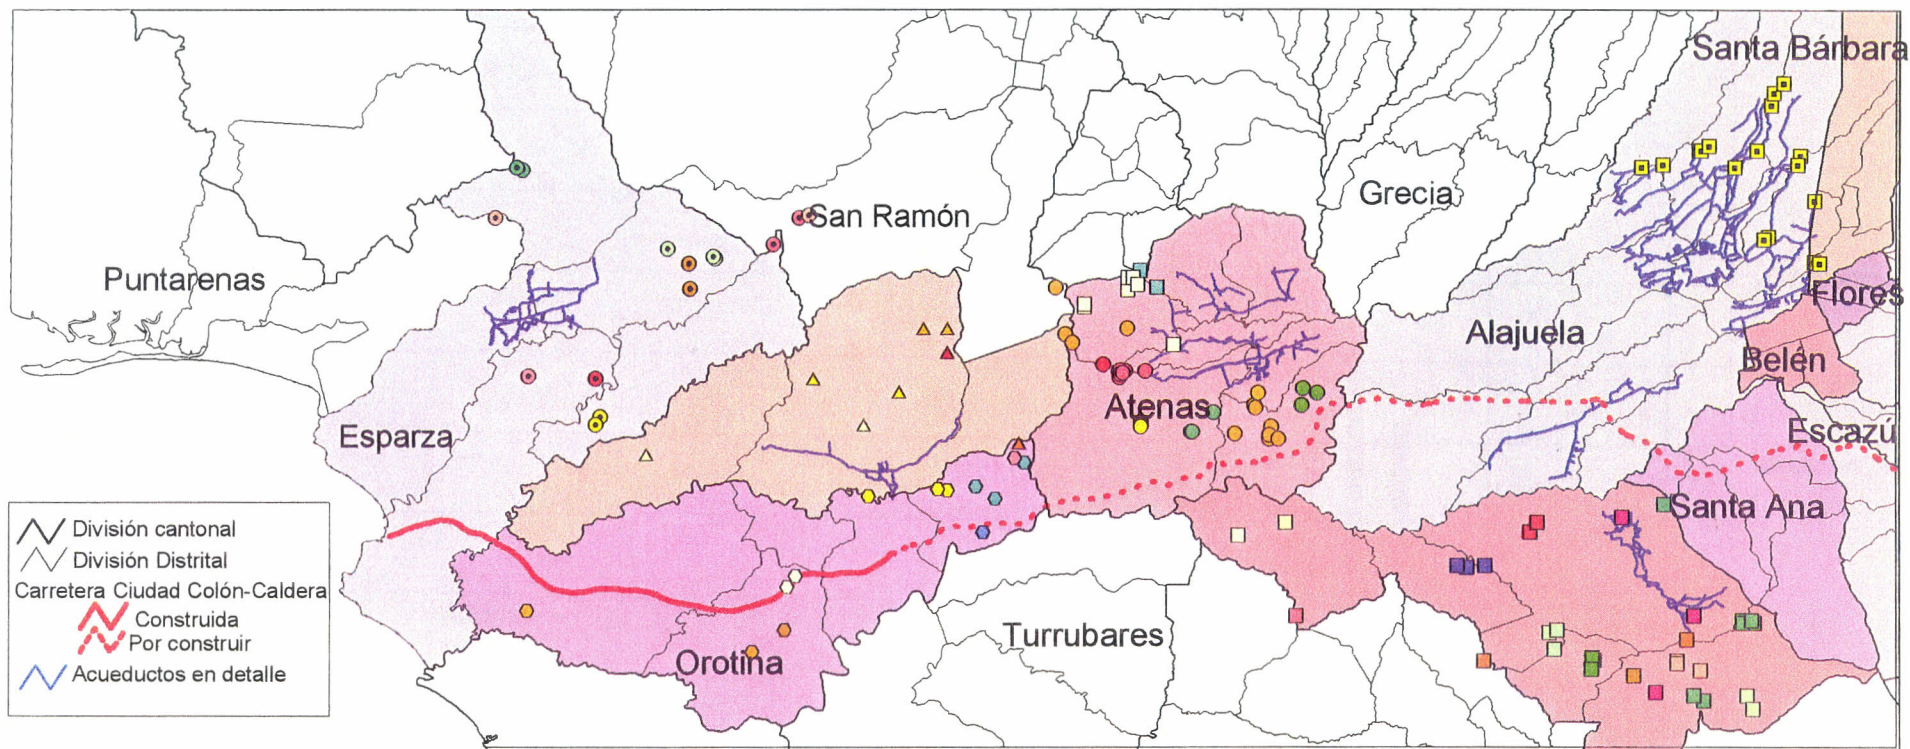 Santa Bárbara
Grecia
San Ramón
Puntarenas
Flores
Alajuela
Belén
Atenas
Escazú
Esparza
Santa Ana
Turrubares
Orotina
División cantonal
División Distrital
Carretera Ciudad Colón-Caldera
Construida
Por construir
Acueductos en detalle